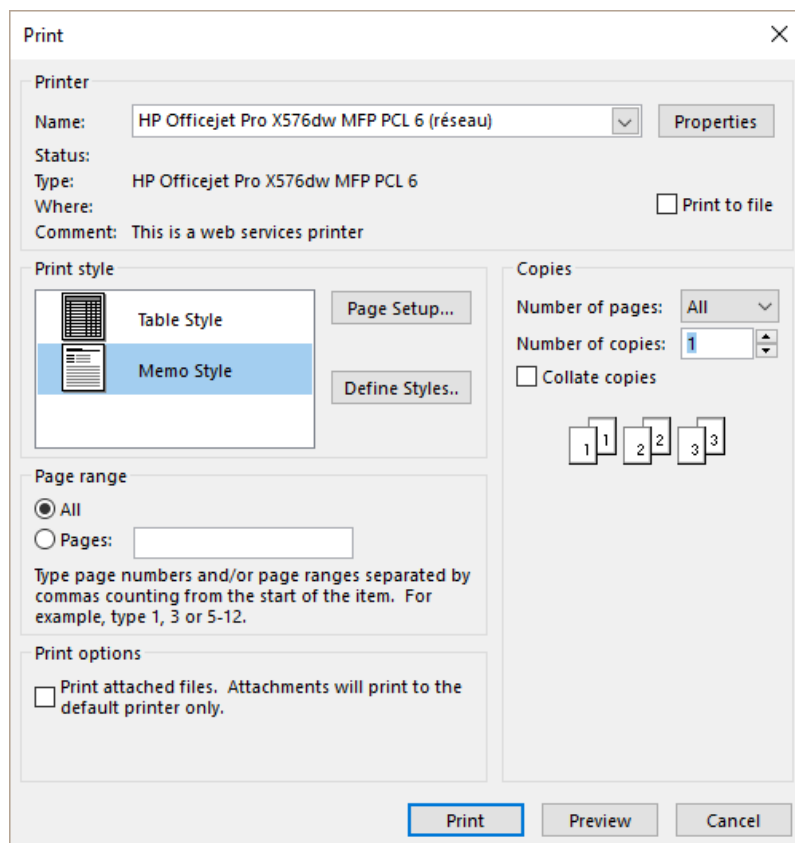 Print
Printer
Name: HP Officejet Pro X576dw MFP PCL 6 (réseau) Properties
Status:
Type: HP Officejet Pro X576dw MFP PCL 6
Where:
Print to file
Comment: This is a web services printer
Print style
Table Style
Memo Style
Page Setup...
Define Styles..
Copies
Number of pages: All
Number of copies: 1
Collate copies
1 1 2 2 3 3
Page range
All
Pages:
Type page numbers and/or page ranges separated by
commas counting from the start of the item. For
example, type 1, 3 or 5-12.
Print options
Print attached files. Attachments will print to the
default printer only.
Print Preview Cancel